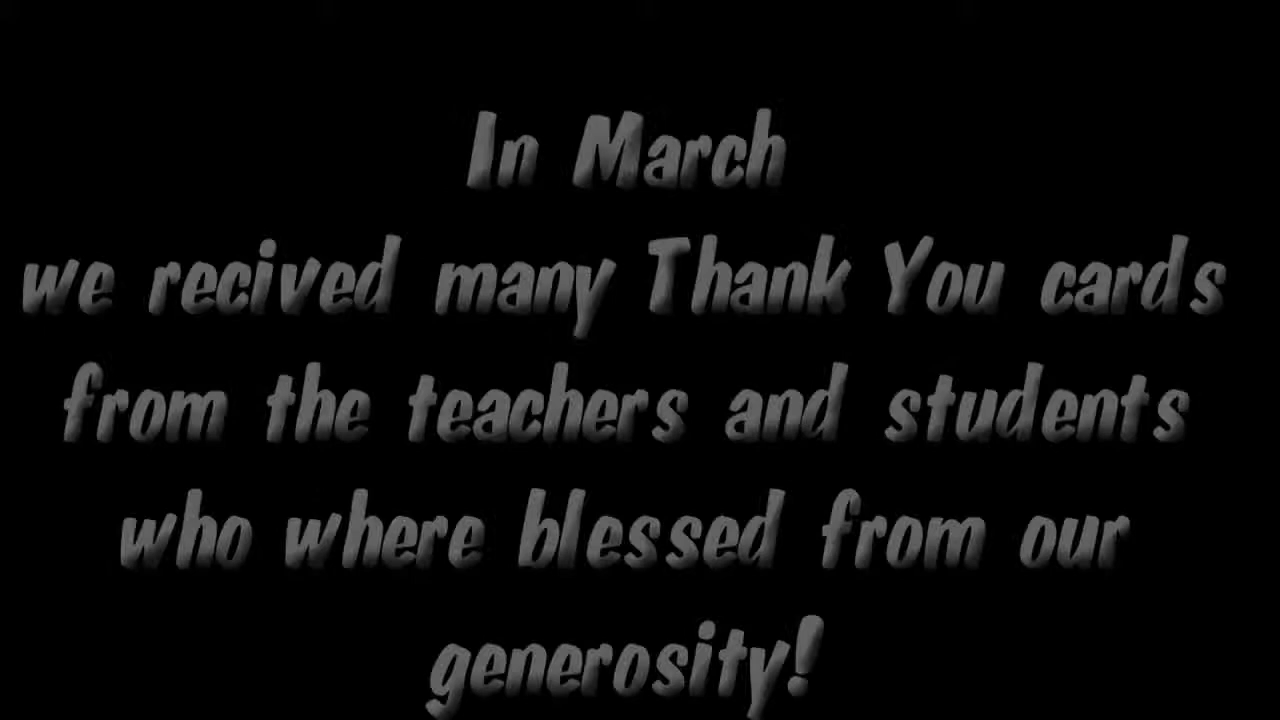 In March
we recived many Thank You cards
from the teachers and students
who where blessed from our
generosity!